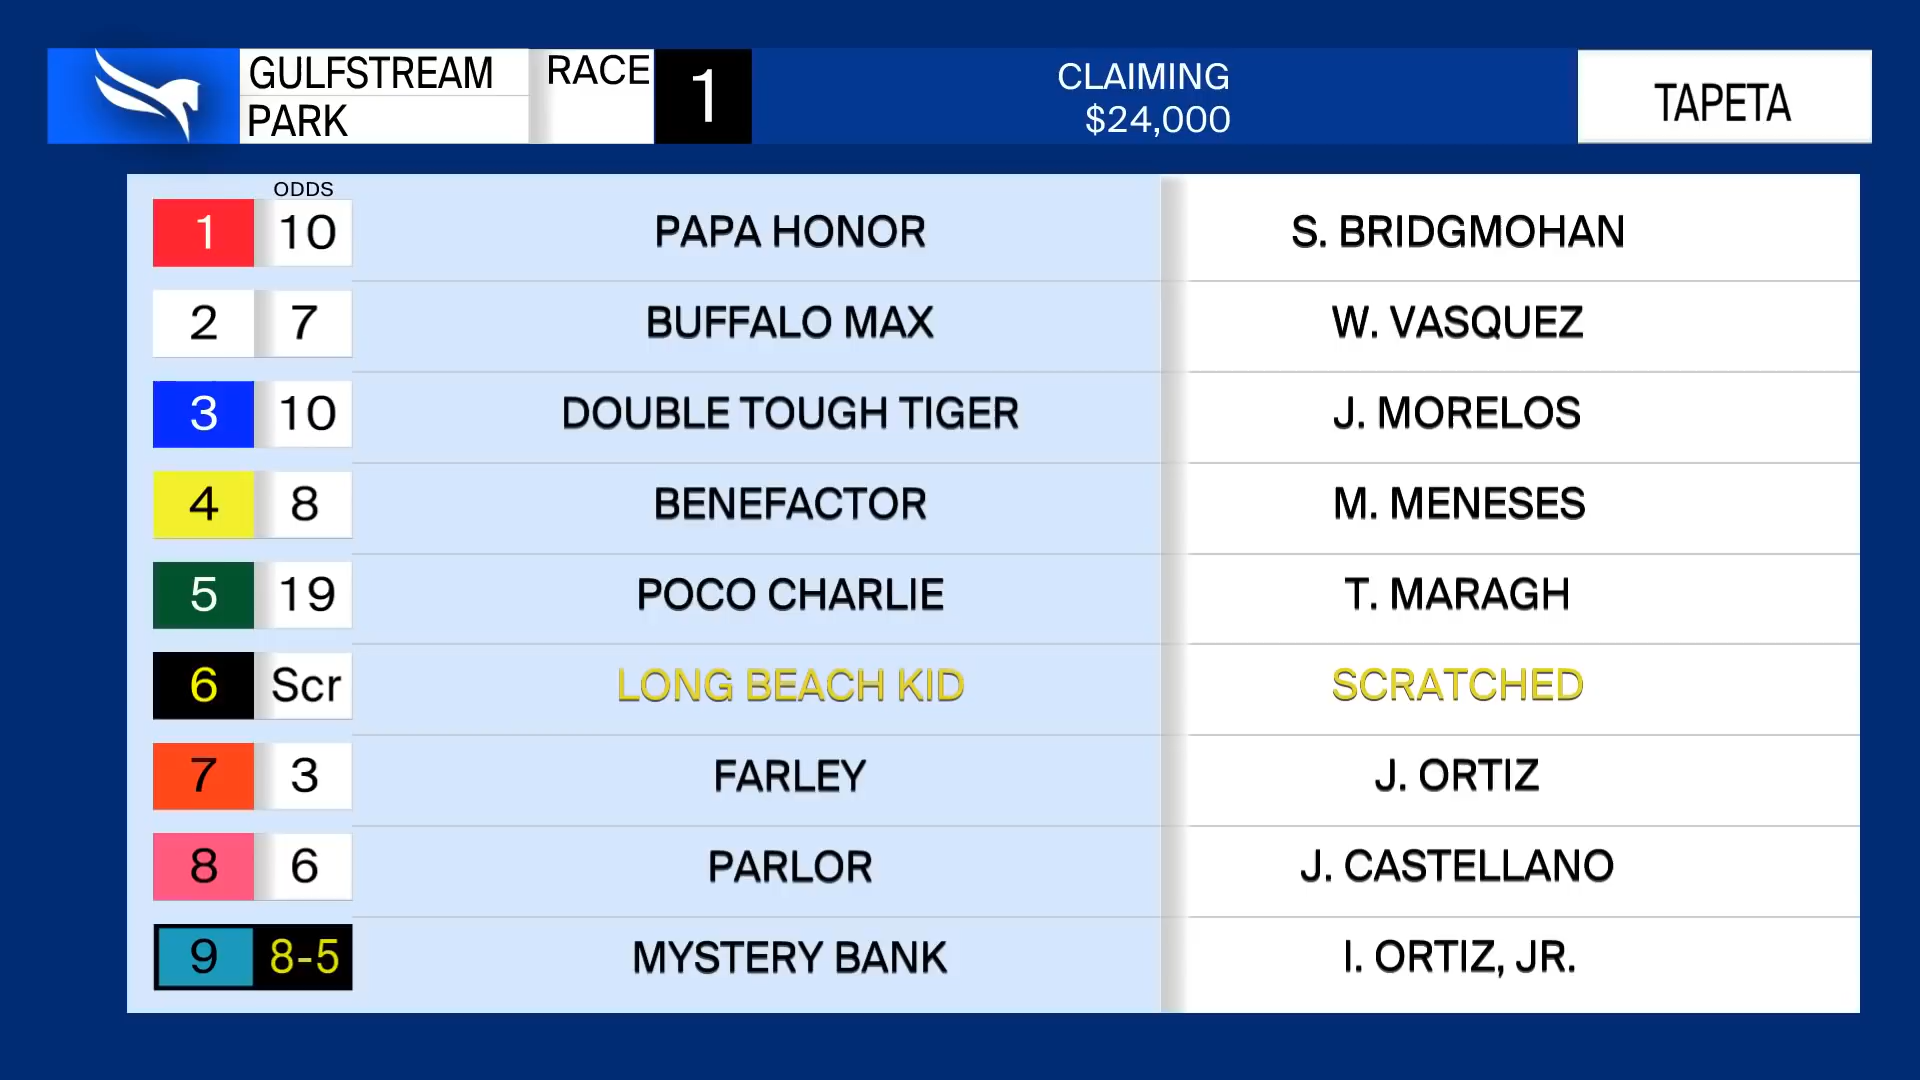 GULFSTREAM
PARK
RACE
1
CLAIMING
$24,000
TAPETA
ODDS
1 10 PAPA HONOR S. BRIDGMOHAN
2 7 BUFFALO MAX W. VASQUEZ
3 10 DOUBLE TOUGH TIGER J. MORELOS
4 8 BENEFACTOR M. MENESES
5 19 POCO CHARLIE T. MARAGH
6 Scr LONG BEACH KID SCRATCHED
7 3 FARLEY J. ORTIZ
8 6 PARLOR J. CASTELLANO
9 8-5 MYSTERY BANK I. ORTIZ, JR.